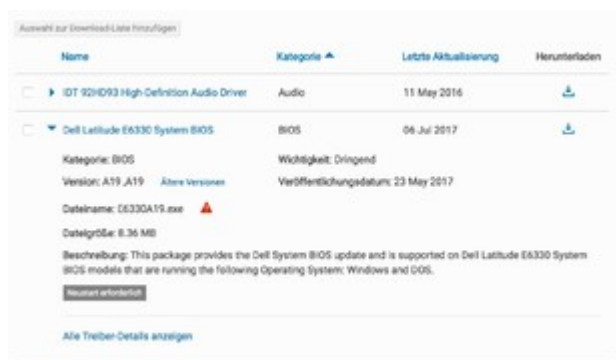 Auswahl zur Download-Liste hinzufügen
Name Kategorie Letzte Aktualisierung Herunterladen
IDT 92HD93 High-Definition Audio Driver Audio 11 May 2016
Dell Latitude E6330 System BIOS BIOS 06 Jul 2017
Kategorie: BIOS Wichtigkeit: Dringend
Version: A19 ,A19 Ältere Versionen Veröffentlichungsdatum: 23 May 2017
Dateiname: E6330A19.exe
Dateigröße: 8.36 MB
Beschreibung: This package provides the Dell System BIOS update and is supported on Dell Latitude E6330 System
BIOS models that are running the following Operating System: Windows and DOS.
Neustart erforderlich
Alle Treiber-Details anzeigen